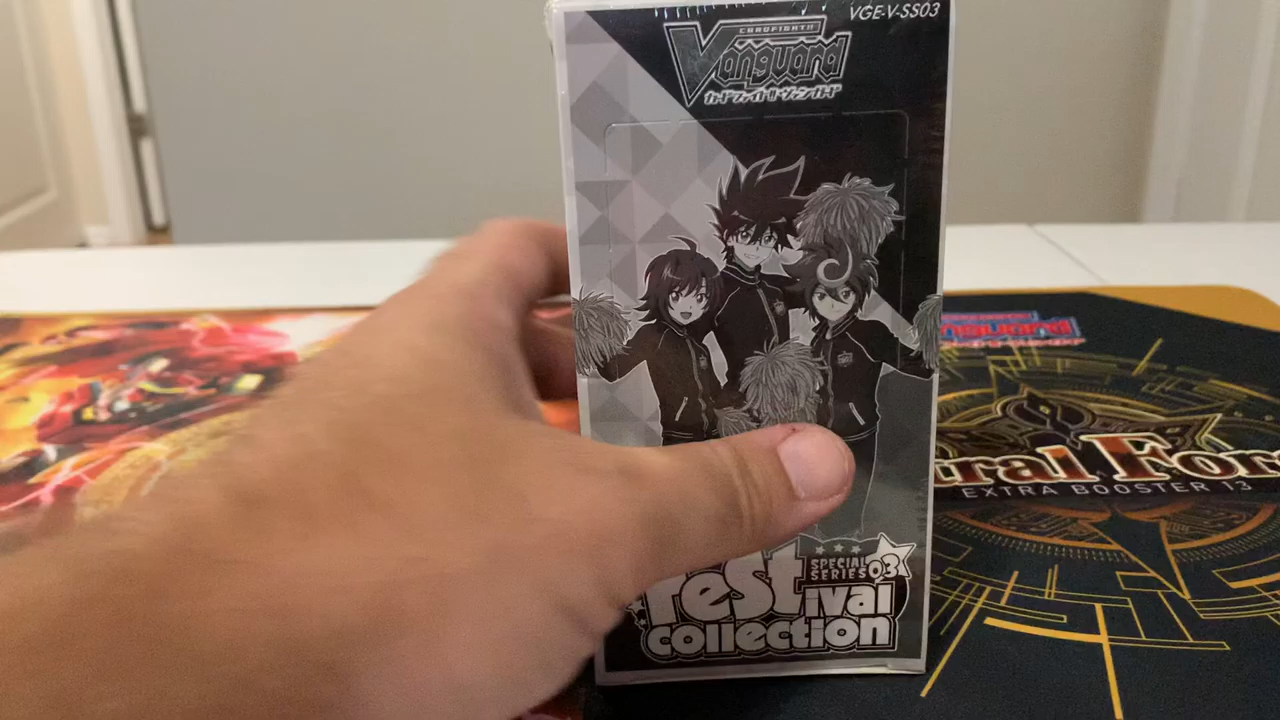 VGE-V-SS03
CARDFIGHT!!
Vanguard
カードファイト!! ヴァンガード
SPECIAL
SERIES 03
Festival
collection
EXTRA BOOSTER 13